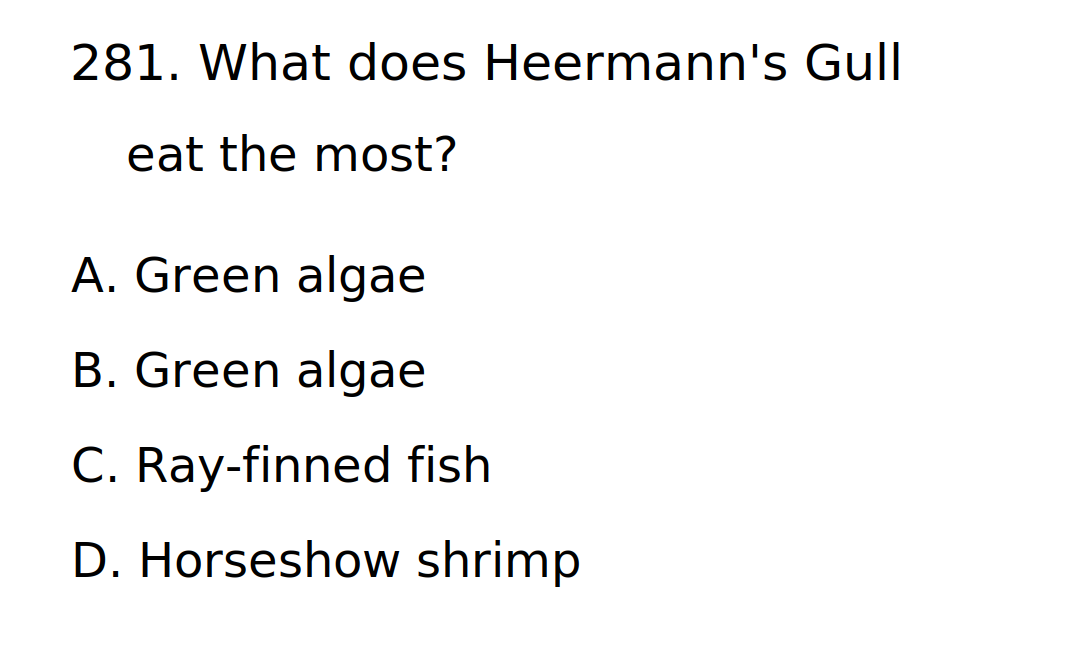 281. What does Heermann's Gull
eat the most?
A. Green algae
B. Green algae
C. Ray-finned fish
D. Horseshow shrimp